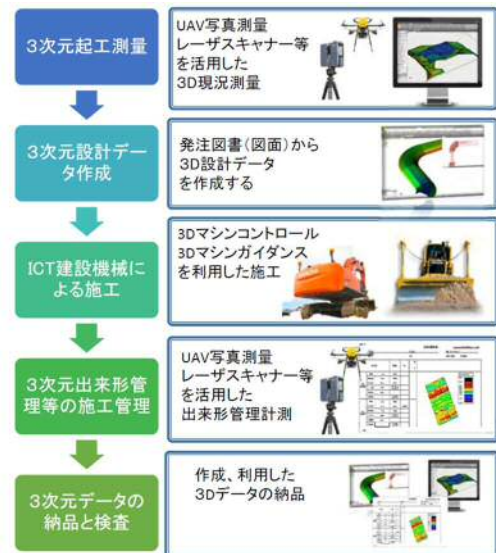 3次元起工測量
UAV写真測量
レーザスキャナー等
を活用した
3D現況測量
3次元設計デー
タ作成
発注図書(図面)から
3D設計データ
を作成する
ICT建設機械に
よる施工
3Dマシンコントロール
3Dマシンガイダンス
を利用した施工
3次元出来形管
理等の施工管理
UAV写真測量
レーザスキャナー等
を活用した
出来形管理計測
3次元データの
納品と検査
作成、利用した
3Dデータの納品